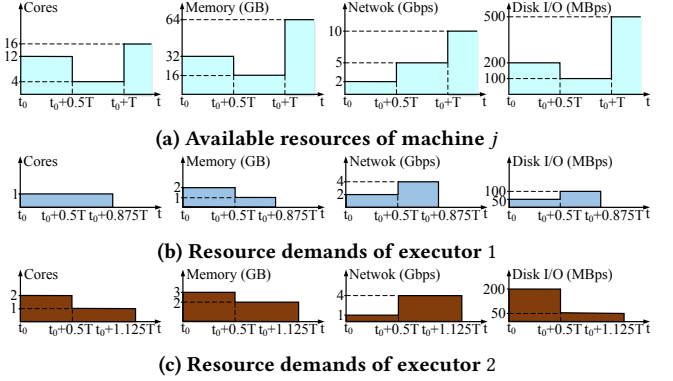 Cores Memory (GB) Netwok (Gbps) Disk I/O (MBps)
16 12 4 64 32 16 10 5 2 500 200 100
t0 t0+0.5T t0+T t t0 t0+0.5T t0+T t t0 t0+0.5T t0+T t t0 t0+0.5T t0+T t
(a) Available resources of machine j
Cores Memory (GB) Netwok (Gbps) Disk I/O (MBps)
1 2 1 4 2 100 50
t0 t0+0.5T t0+0.875T t t0 t0+0.5T t0+0.875T t t0 t0+0.5T t0+0.875T t t0 t0+0.5T t0+0.875T t
(b) Resource demands of executor 1
Cores Memory (GB) Netwok (Gbps) Disk I/O (MBps)
2 1 3 2 4 1 200 50
t0 t0+0.5T t0+1.125T t t0 t0+0.5T t0+1.125T t t0 t0+0.5T t0+1.125T t t0 t0+0.5T t0+1.125T t
(c) Resource demands of executor 2